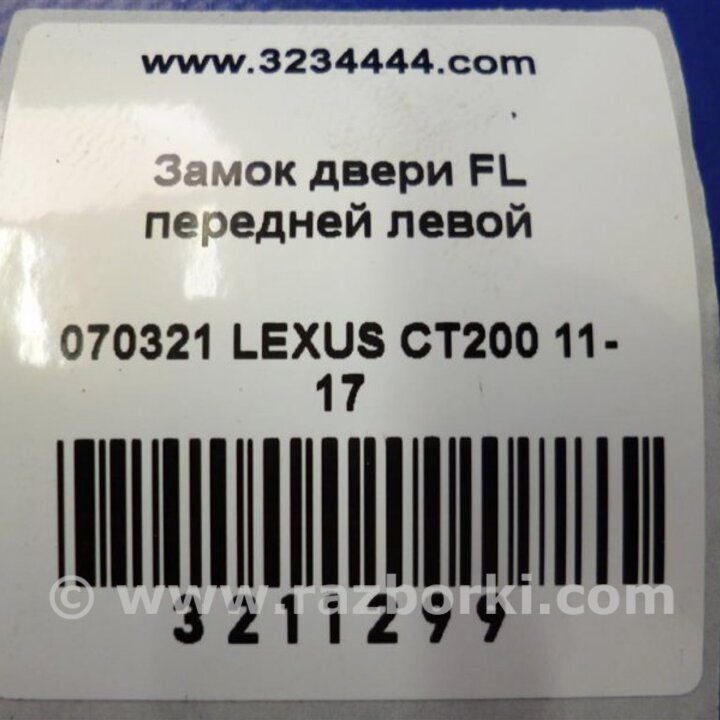 www.3234444.com
Замок двери FL
передней левой
070321 LEXUS CT200 11-
17
© www.razborki.com
3211299